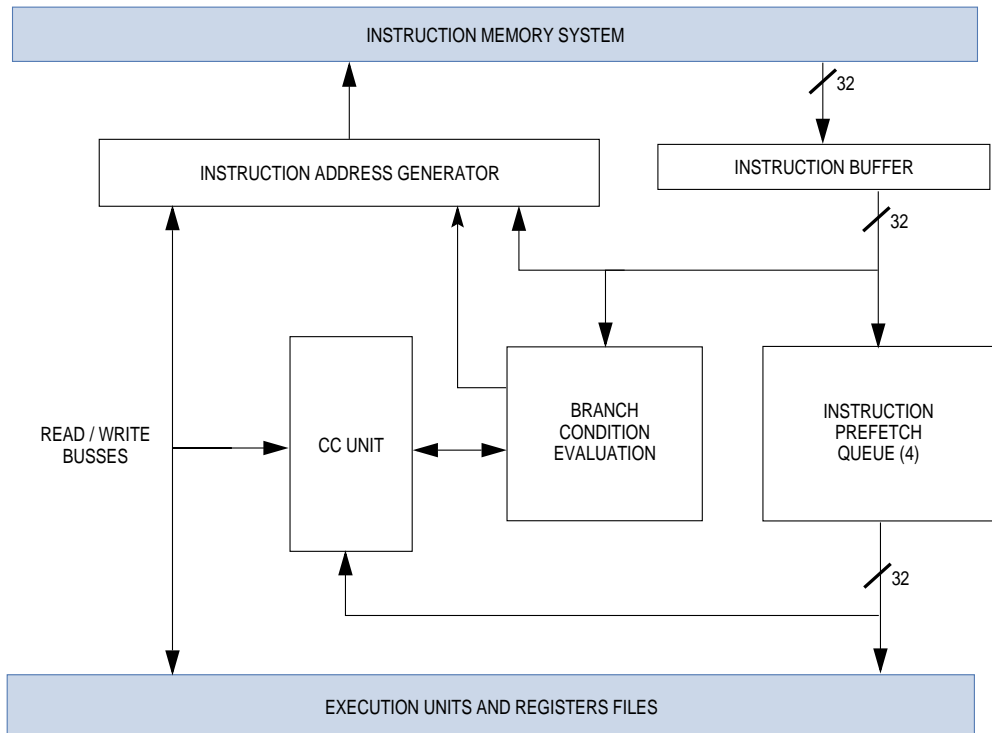 INSTRUCTION MEMORY SYSTEM
32
INSTRUCTION ADDRESS GENERATOR
INSTRUCTION BUFFER
32
READ / WRITE
BUSSES
CC UNIT
BRANCH
CONDITION
EVALUATION
INSTRUCTION
PREFETCH
QUEUE (4)
32
EXECUTION UNITS AND REGISTERS FILES